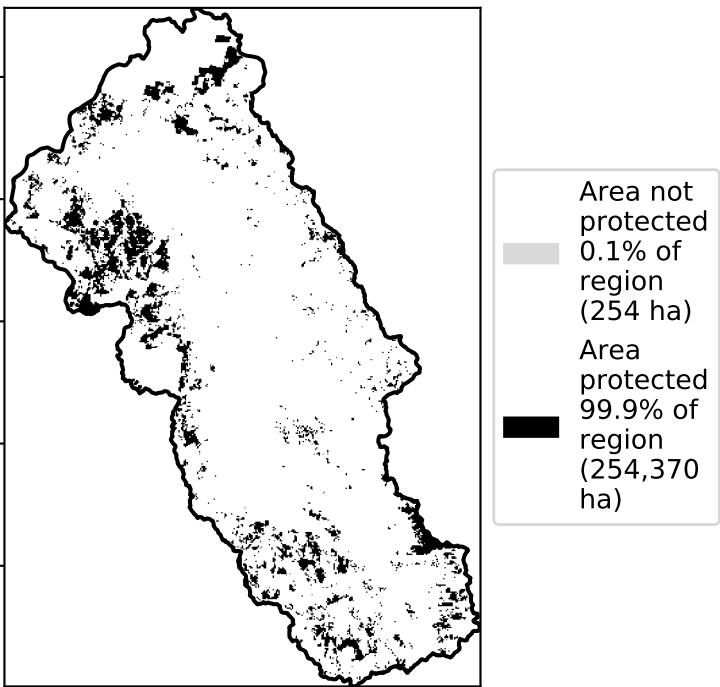 Area not
protected
0.1% of
region
(254 ha)
Area
protected
99.9% of
region
(254,370
ha)